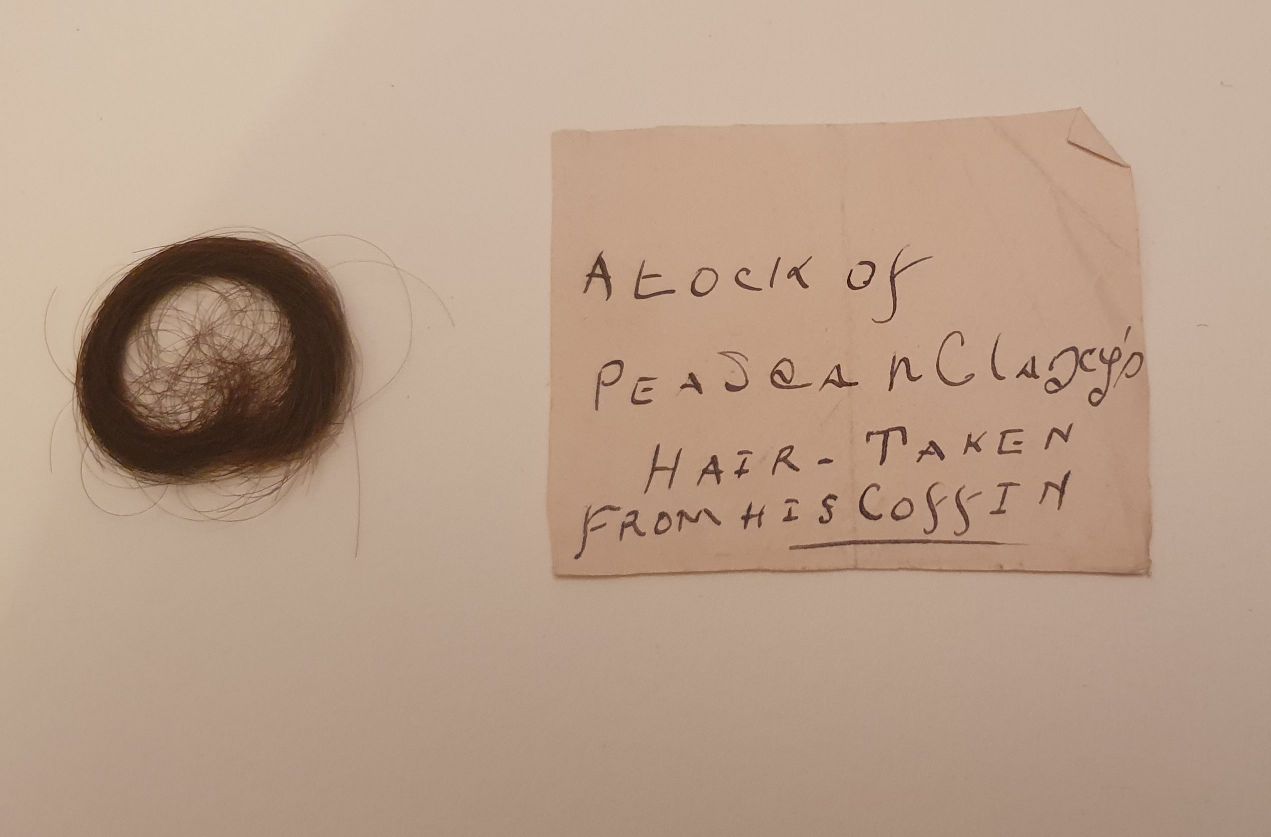 A LOCK OF
PEADAR Clancy's
HAIR - TAKEN
FROM HIS COFFIN